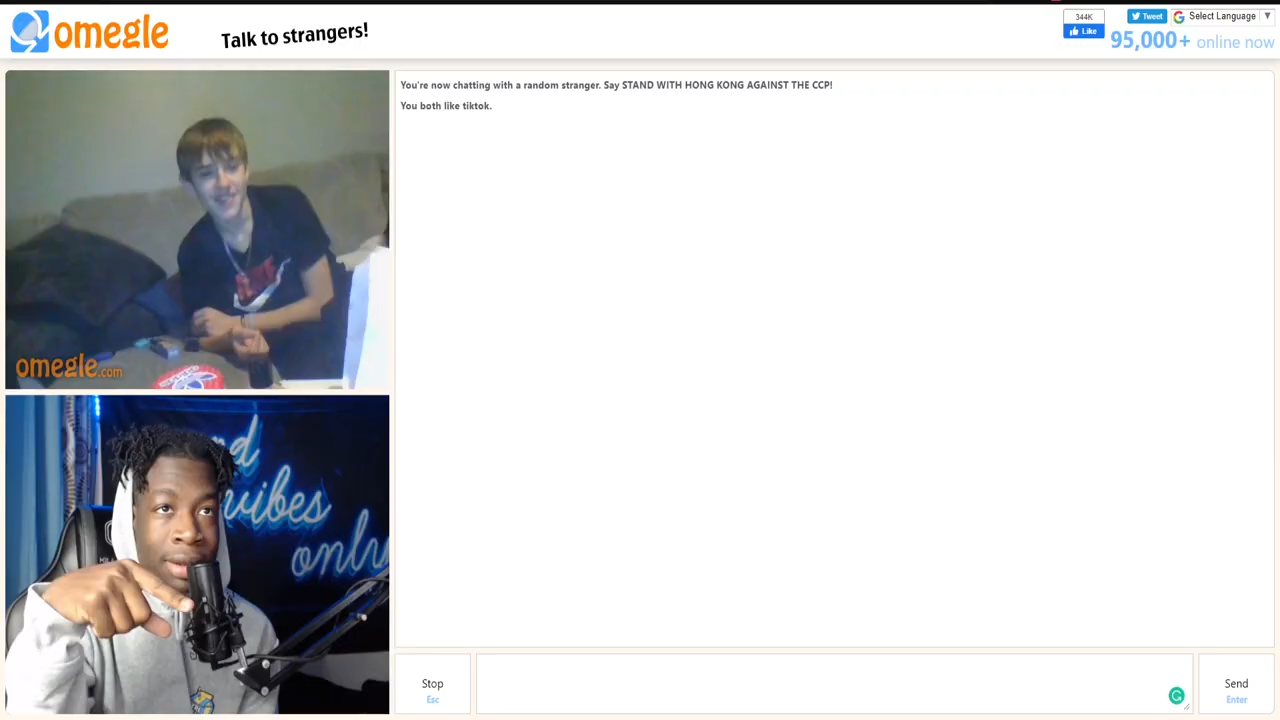 omegle
Talk to strangers!
344K
Like
Tweet
Select Language
95,000+ online now
You're now chatting with a random stranger. Say STAND WITH HONG KONG AGAINST THE CCP!
You both like tiktok.
omegle.com
vibes
only
Stop
Esc
Send
Enter